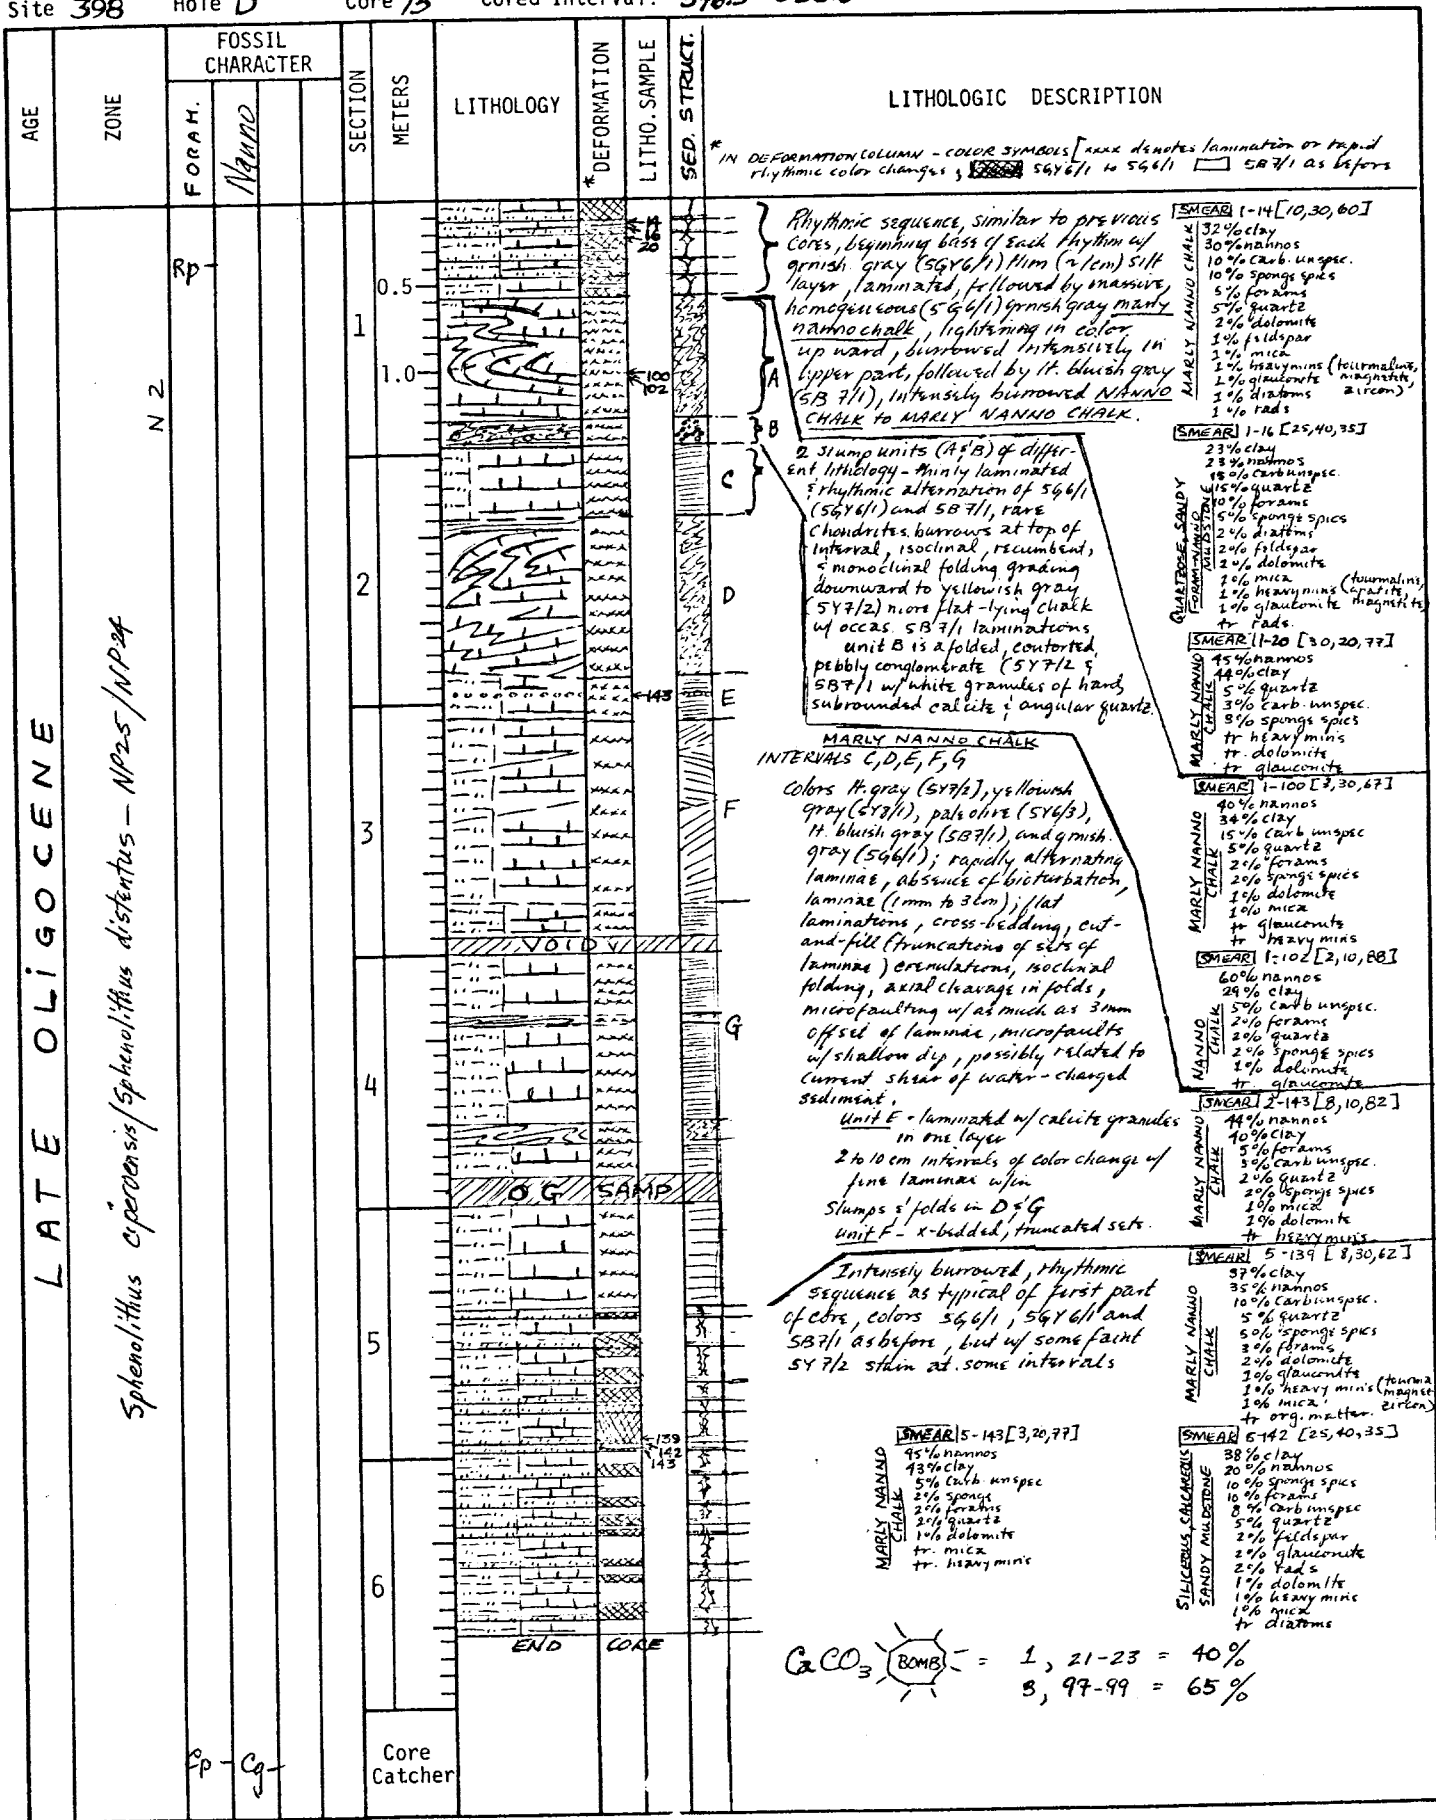 Site 398 Hole D Core 13 Cored Interval:
AGE
ZONE
FOSSIL
CHARACTER
FORAM.
Nanno
SECTION
METERS
LITHOLOGY
* DEFORMATION
LITHO. SAMPLE
SED. STRUCT.
LITHOLOGIC DESCRIPTION
* IN DEFORMATION COLUMN - COLOR SYMBOLS [xxxx denotes lamination or rapid
rhythmic color changes; 5GY6/1 to 5G6/1 5B7/1 as before
LATE OLIGOCENE
N 2
Sphenolithus ciperoensis/Sphenolithus distentus - NP25/NP24
Rp
Cp
Cg
0.5
1
1.0
2
3
4
5
6
Core
Catcher
14
16
20
100
102
143
139
142
143
VOID
O G SAMP
END CORE
A
B
C
D
E
F
G
Rhythmic sequence, similar to previous
cores, beginning base of each rhythm w/
grnish. gray (5GY6/1) thin (~1cm) silt
layer, laminated, followed by massive,
homogeneous (5G6/1) grnish gray marly
nanno chalk, lightening in color
upward, burrowed intensively in
upper part, followed by lt. bluish gray
(5B 7/1), intensely burrowed NANNO
CHALK TO MARLY NANNO CHALK.
2 slump units (A & B) of differ-
ent lithology - thinly laminated
& rhythmic alternation of 5G6/1
(5GY6/1) and 5B7/1, rare
Chondrites burrows at top of
interval, isoclinal, recumbent,
& monoclinal folding grading
downward to yellowish gray
(5Y7/2) more flat-lying chalk
w/ occas. 5B7/1 laminations
unit B is a folded, contorted,
pebbly conglomerate (5Y7/2 &
5B7/1 w/ white granules of hard,
subrounded calcite & angular quartz.
MARLY NANNO CHALK
INTERVALS C,D,E,F,G
Colors lt. gray (5Y7/2), yellowish
gray (5Y8/1), pale olive (5Y6/3),
lt. bluish gray (5B7/1), and grnish.
gray (5G6/1); rapidly alternating
laminae, absence of bioturbation,
laminae (1mm to 3cm); flat
laminations, cross-bedding, cut-
and-fill (truncations of sets of
laminae) crenulations, isoclinal
folding, axial cleavage in folds,
microfaulting w/ as much as 3mm
offset of laminae, microfaults
w/ shallow dip, possibly related to
current shear of water-charged
sediment.
Unit E - laminated w/ calcite granules
in one layer
2 to 10 cm intervals of color change w/
fine laminae w/in
Slumps & folds in D & G
Unit F - x-bedded, truncated sets.
Intensely burrowed, rhythmic
sequence as typical of first part
of core, colors 5G6/1, 5GY6/1 and
5B7/1 as before, but w/ some faint
5Y 7/2 stain at some intervals
SMEAR 1-14 [10,30,60]
MARLY NANNO CHALK
32% clay
30% nannos
10% carb. unspec.
10% sponge spics
5% forams
5% quartz
2% dolomite
1% feldspar
1% mica
1% heavy mins (tourmaline,
magnetite,
zircon)
1% glauconite
1% diatoms
1% rads
SMEAR 1-16 [25,40,35]
QUARTZOSE, SANDY
FORAM-NANNO
MUDSTONE
23% clay
23% nannos
15% carb unspec.
15% quartz
10% forams
5% sponge spics
2% diatoms
2% feldspar
2% dolomite
1% mica
1% heavy mins (tourmaline,
apatite,
magnetite)
1% glauconite
tr rads.
SMEAR 1-20 [30,20,77]
MARLY NANNO
CHALK
45% nannos
44% clay
5% quartz
3% carb. unspec.
3% sponge spics
tr heavy mins
tr. dolomite
tr glauconite
SMEAR 1-100 [3,30,67]
MARLY NANNO
CHALK
40% nannos
34% clay
15% carb unspec
5% quartz
2% forams
2% sponge spics
1% dolomite
1% mica
tr glauconite
tr heavy mins
SMEAR 1-102 [2,10,88]
NANNO
CHALK
60% nannos
29% clay
5% carb unspec.
2% forams
2% quartz
2% sponge spics
1% dolomite
tr. glauconite
SMEAR 2-143 [8,10,82]
MARLY NANNO
CHALK
44% nannos
40% clay
5% forams
5% carb unspec.
2% quartz
2% sponge spics
1% mica
1% dolomite
tr heavy mins
SMEAR 5-139 [8,30,62]
MARLY NANNO
CHALK
37% clay
35% nannos
10% carb unspec.
5% quartz
5% sponge spics
3% forams
2% dolomite
1% glauconite
1% heavy mins (tourma
magnet
zircon)
1% mica
tr org. matter.
SMEAR 5-143 [3,20,77]
MARLY NANNO
CHALK
45% nannos
43% clay
5% carb. unspec
2% sponge
2% forams
2% quartz
1% dolomite
tr. mica
tr. heavy mins
SMEAR 5-142 [25,40,35]
SILICEOUS, CALCAREOUS
SANDY MUDSTONE
38% clay
20% nannos
10% sponge spics
10% forams
8% carb unspec
5% quartz
2% feldspar
2% glauconite
2% rads
1% dolomite
1% heavy mins
1% mica
tr diatoms
CaCO3 BOMB = 1, 21-23 = 40%
3, 97-99 = 65%